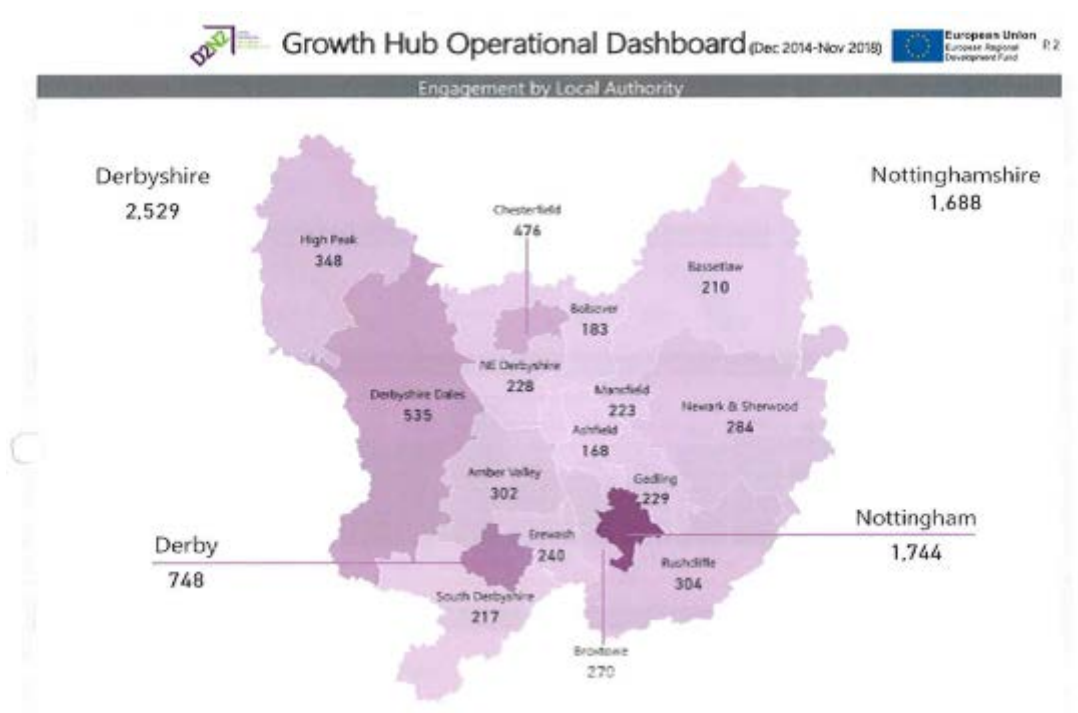 D2N2
Growth Hub Operational Dashboard (Dec 2014-Nov 2018)
European Union
European Regional
Development Fund
P. 2
Engagement by Local Authority
Derbyshire
2,529
Nottinghamshire
1,688
Chesterfield
476
High Peak
348
Bassetlaw
210
Bolsover
183
NE Derbyshire
228
Derbyshire Dales
535
Mansfield
223
Newark & Sherwood
284
Ashfield
168
Amber Valley
302
Gedling
229
Nottingham
1,744
Derby
748
Erewash
240
Rushcliffe
304
South Derbyshire
217
Broxtowe
270